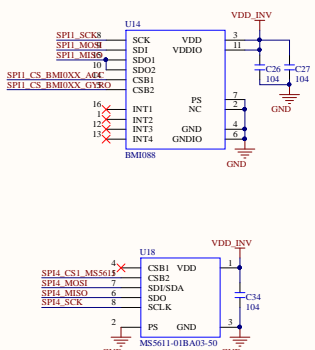 U14
VDD_INV
SPI1_SCK 8 SCK VDD 3
SPI1_MOSI SDI VDDIO 11
SPI1_MISO SDO1
10 SDO2
SPI1_CS_BMI0XX_ACC CSB1
SPI1_CS_BMI0XX_GYRO CSB2
C26 C27
104 104
PS 7
16 INT1 NC 2
1 INT2
12 INT3 GND 4
13 INT4 GNDIO 6
GND
BMI088
GND
U18
VDD_INV
4 CSB1 VDD 1
SPI4_CS1_MS5611 CSB2
SPI4_MOSI 7 SDI/SDA
SPI4_MISO 6 SDO
SPI4_SCK 8 SCLK
C34
104
2 PS GND 3
MS5611-01BA03-50